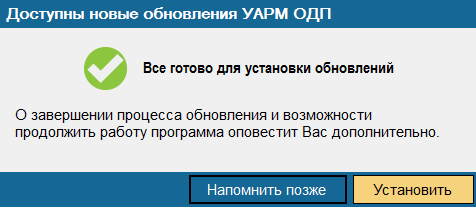 Доступны новые обновления УАРМ ОДП
Все готово для установки обновлений
О завершении процесса обновления и возможности
продолжить работу программа оповестит Вас дополнительно.
Напомнить позже
Установить